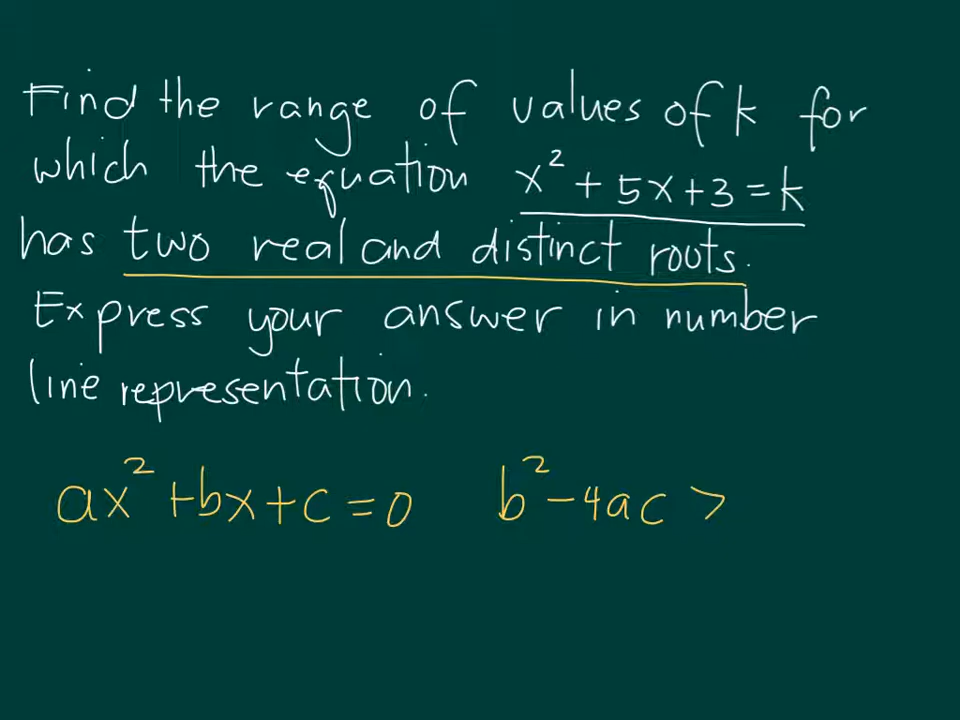 Find the range of values of k for
which the equation x² + 5x + 3 = k
has two real and distinct roots.
Express your answer in number
line representation.
ax² + bx + c = 0 b² - 4ac >